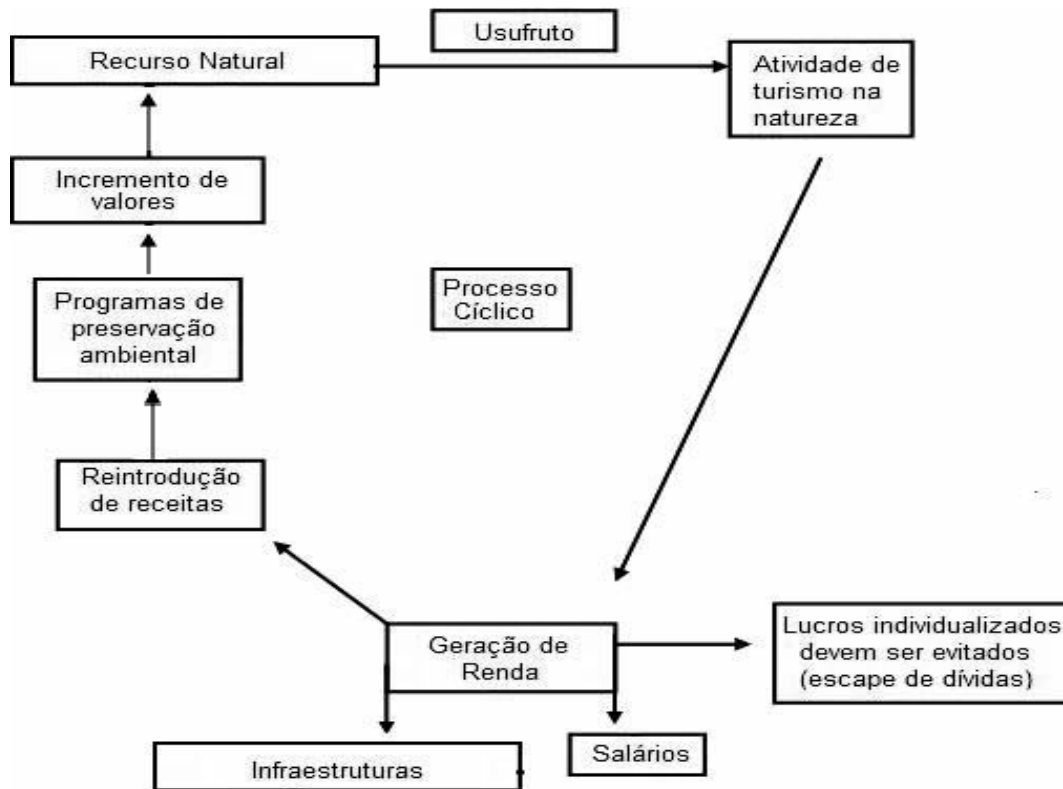 Usufruto
Recurso Natural
Atividade de
turismo na
natureza
Incremento de
valores
Processo
Cíclico
Programas de
preservação
ambiental
Reintrodução
de receitas
Geração de
Renda
Lucros individualizados
devem ser evitados
(escape de dívidas)
Salários
Infraestruturas